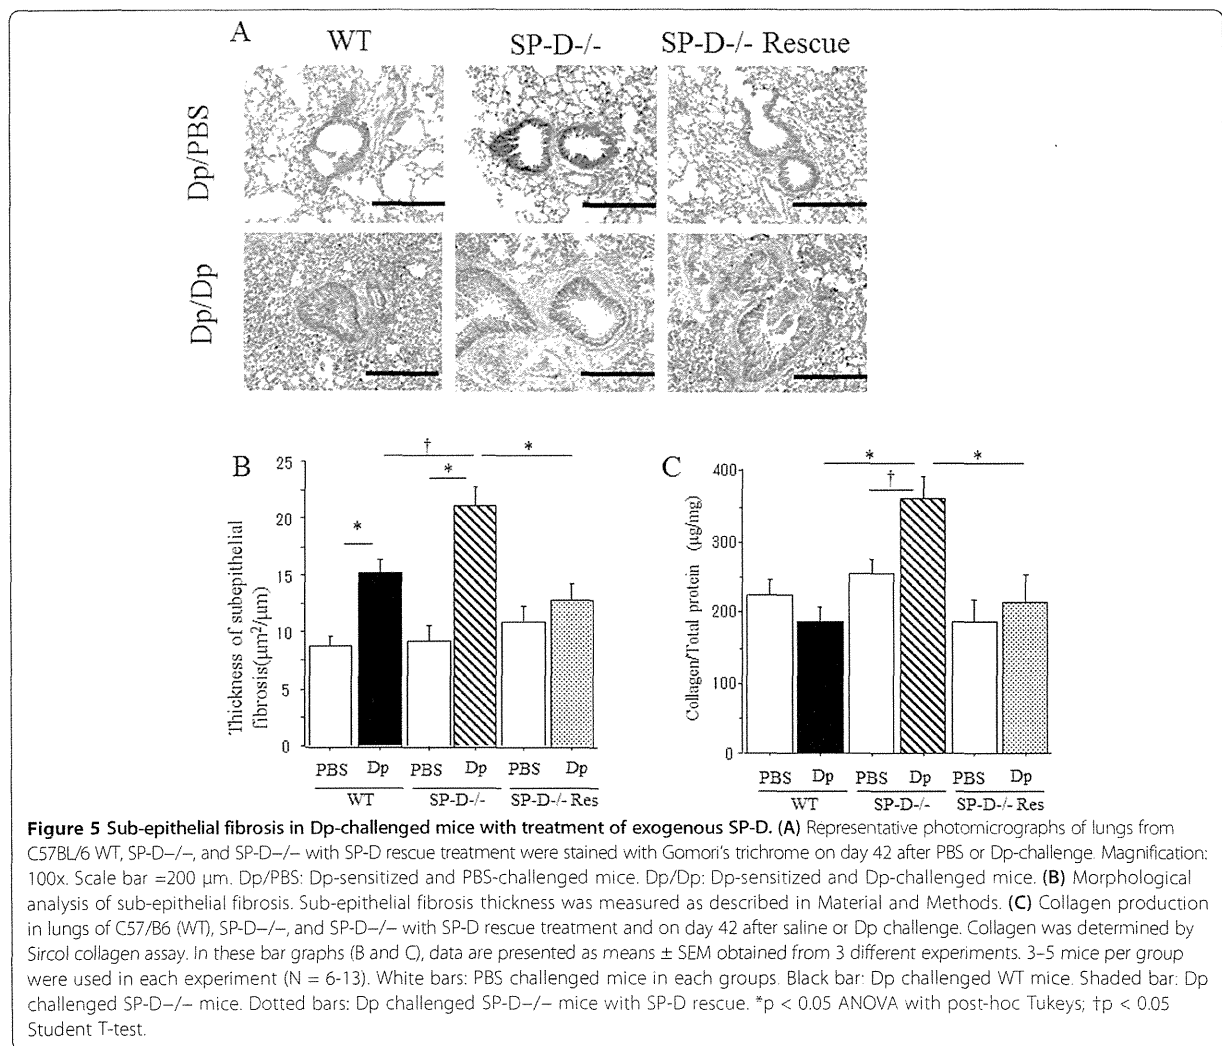 A
WT
SP-D-/-
SP-D-/- Rescue
Dp/PBS
Dp/Dp
B
Thickness of subepithelial
fibrosis(μm²/μm)
25
20
15
10
5
0
†
*
*
*
PBS
Dp
PBS
Dp
PBS
Dp
WT
SP-D-/-
SP-D-/- Res
C
Collagen/Total protein (μg/mg)
400
300
200
100
0
*
*
†
PBS
Dp
PBS
Dp
PBS
Dp
WT
SP-D-/-
SP-D-/- Res
Figure 5 Sub-epithelial fibrosis in Dp-challenged mice with treatment of exogenous SP-D. (A) Representative photomicrographs of lungs from
C57BL/6 WT, SP-D–/–, and SP-D–/– with SP-D rescue treatment were stained with Gomori's trichrome on day 42 after PBS or Dp-challenge. Magnification:
100x. Scale bar =200 μm. Dp/PBS: Dp-sensitized and PBS-challenged mice. Dp/Dp: Dp-sensitized and Dp-challenged mice. (B) Morphological
analysis of sub-epithelial fibrosis. Sub-epithelial fibrosis thickness was measured as described in Material and Methods. (C) Collagen production
in lungs of C57/B6 (WT), SP-D–/–, and SP-D–/– with SP-D rescue treatment and on day 42 after saline or Dp challenge. Collagen was determined by
Sircol collagen assay. In these bar graphs (B and C), data are presented as means ± SEM obtained from 3 different experiments. 3–5 mice per group
were used in each experiment (N = 6-13). White bars: PBS challenged mice in each groups. Black bar: Dp challenged WT mice. Shaded bar: Dp
challenged SP-D–/– mice. Dotted bars: Dp challenged SP-D–/– mice with SP-D rescue. *p < 0.05 ANOVA with post-hoc Tukeys; †p < 0.05
Student T-test.